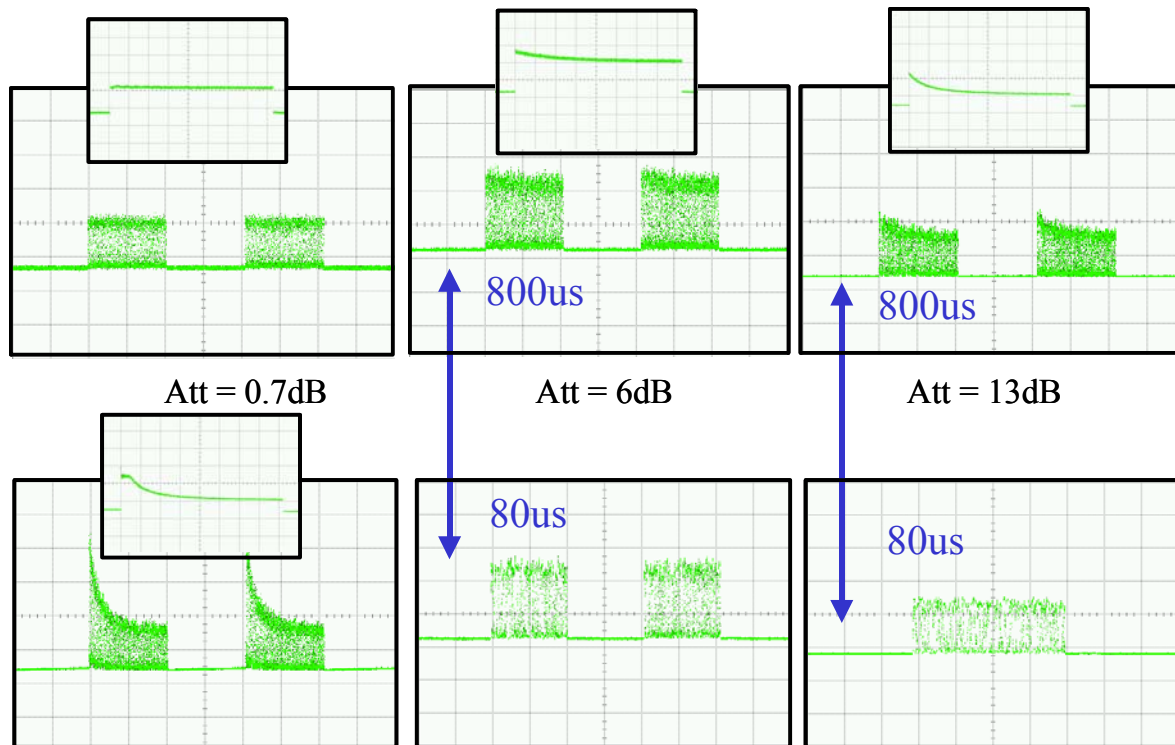 800us
800us
Att = 0.7dB
Att = 6dB
Att = 13dB
80us
80us